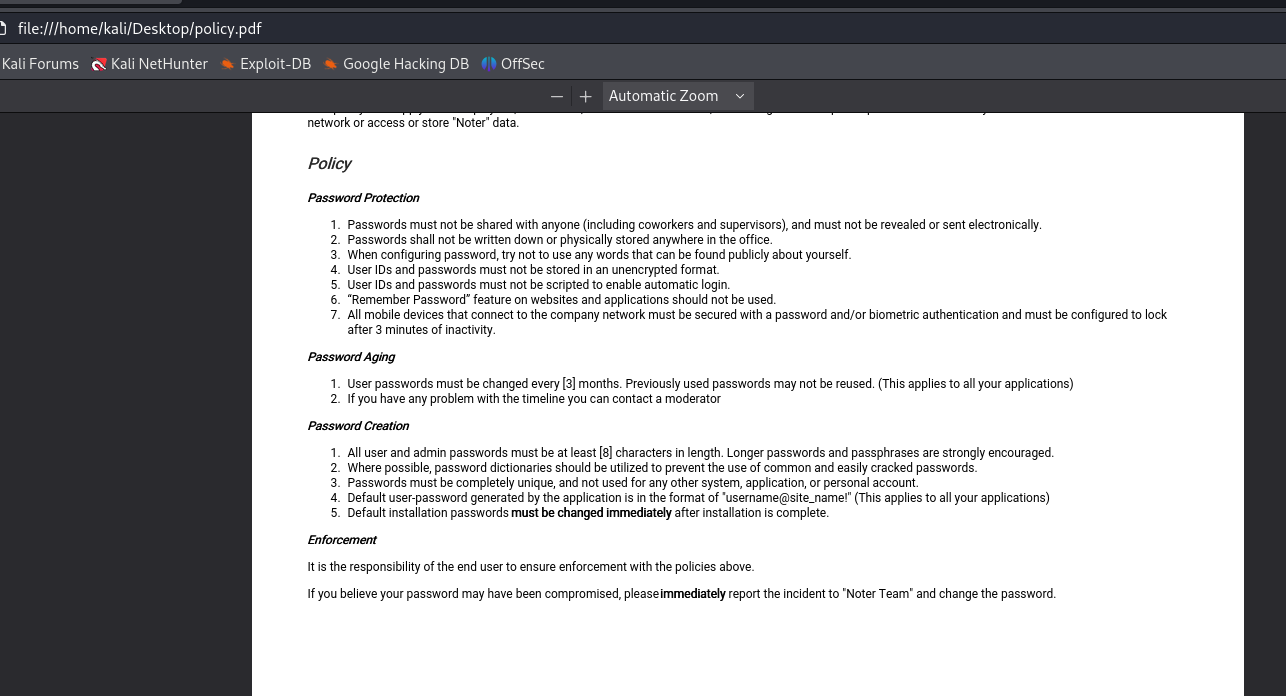 file:///home/kali/Desktop/policy.pdf
Kali Forums Kali NetHunter Exploit-DB Google Hacking DB OffSec
Automatic Zoom
network or access or store "Noter" data.
Policy
Password Protection
1. Passwords must not be shared with anyone (including coworkers and supervisors), and must not be revealed or sent electronically.
2. Passwords shall not be written down or physically stored anywhere in the office.
3. When configuring password, try not to use any words that can be found publicly about yourself.
4. User IDs and passwords must not be stored in an unencrypted format.
5. User IDs and passwords must not be scripted to enable automatic login.
6. “Remember Password” feature on websites and applications should not be used.
7. All mobile devices that connect to the company network must be secured with a password and/or biometric authentication and must be configured to lock
after 3 minutes of inactivity.
Password Aging
1. User passwords must be changed every [3] months. Previously used passwords may not be reused. (This applies to all your applications)
2. If you have any problem with the timeline you can contact a moderator
Password Creation
1. All user and admin passwords must be at least [8] characters in length. Longer passwords and passphrases are strongly encouraged.
2. Where possible, password dictionaries should be utilized to prevent the use of common and easily cracked passwords.
3. Passwords must be completely unique, and not used for any other system, application, or personal account.
4. Default user-password generated by the application is in the format of "username@site_name!" (This applies to all your applications)
5. Default installation passwords must be changed immediately after installation is complete.
Enforcement
It is the responsibility of the end user to ensure enforcement with the policies above.
If you believe your password may have been compromised, please immediately report the incident to "Noter Team" and change the password.